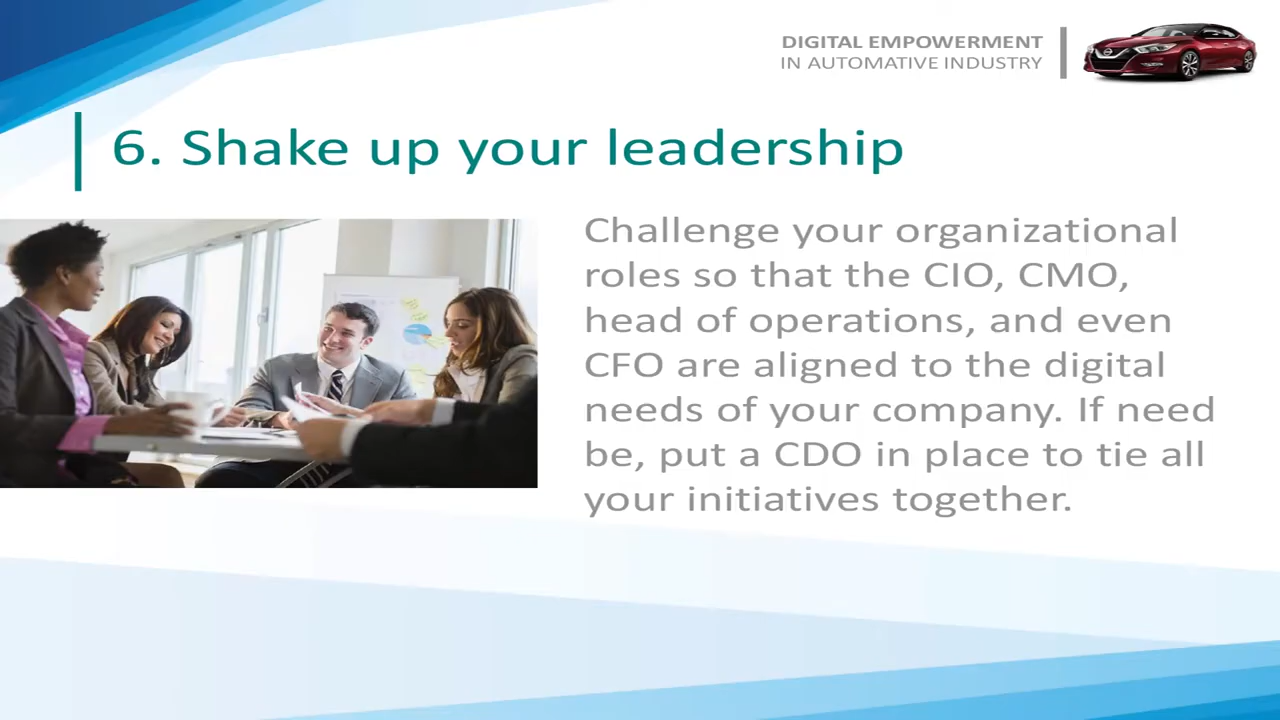 DIGITAL EMPOWERMENT
IN AUTOMATIVE INDUSTRY
6. Shake up your leadership
Challenge your organizational
roles so that the CIO, CMO,
head of operations, and even
CFO are aligned to the digital
needs of your company. If need
be, put a CDO in place to tie all
your initiatives together.